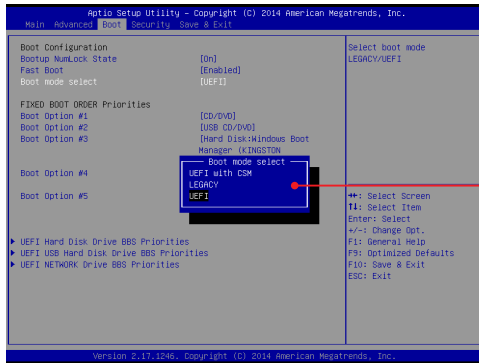 Aptio Setup Utility – Copyright (C) 2014 American Megatrends, Inc.
Main Advanced Boot Security Save & Exit
Boot Configuration
Bootup NumLock State [On]
Fast Boot [Enabled]
Boot mode select [UEFI]
FIXED BOOT ORDER Priorities
Boot Option #1 [CD/DVD]
Boot Option #2 [USB CD/DVD]
Boot Option #3 [Hard Disk:Windows Boot
Manager (KINGSTON
Boot mode select
Boot Option #4 UEFI with CSM
LEGACY
Boot Option #5 UEFI
▶ UEFI Hard Disk Drive BBS Priorities
▶ UEFI USB Hard Disk Drive BBS Priorities
▶ UEFI NETWORK Drive BBS Priorities
Select boot mode
LEGACY/UEFI
→←: Select Screen
↑↓: Select Item
Enter: Select
+/-: Change Opt.
F1: General Help
F9: Optimized Defaults
F10: Save & Exit
ESC: Exit
Version 2.17.1246. Copyright (C) 2014 American Megatrends, Inc.